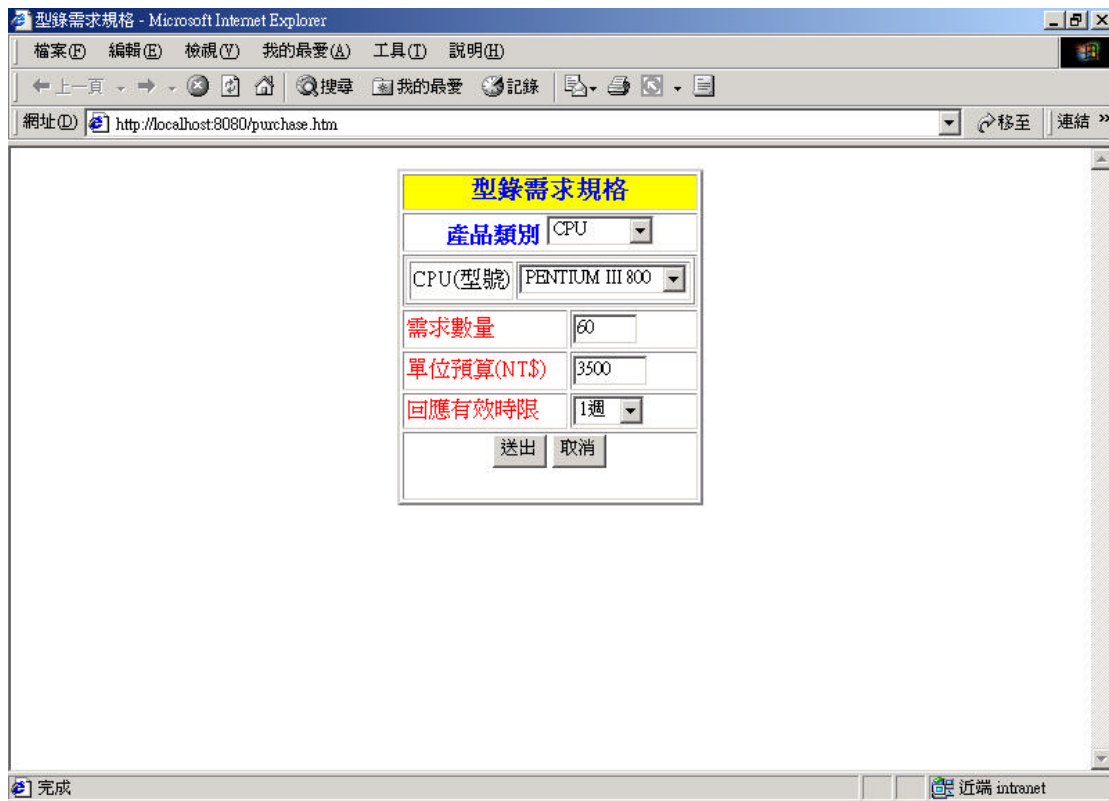 型錄需求規格 - Microsoft Internet Explorer
檔案(F) 編輯(E) 檢視(V) 我的最愛(A) 工具(T) 說明(H)
上一頁 搜尋 我的最愛 記錄
網址(D) http://localhost:8080/purchase.htm 移至 連結 »
型錄需求規格
產品類別 CPU
CPU(型號) PENTIUM III 800
需求數量 60
單位預算(NT$) 3500
回應有效時限 1週
送出 取消
完成 近端 intranet